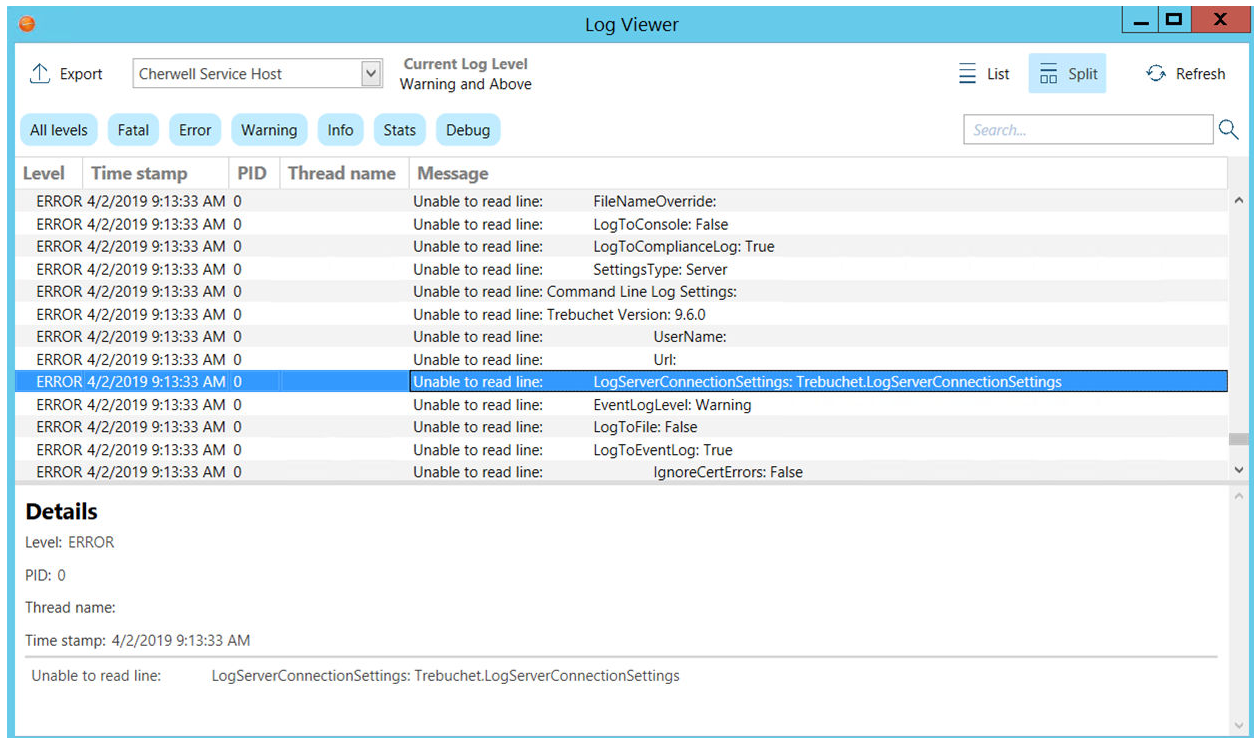 Log Viewer
Export
Cherwell Service Host
Current Log Level
Warning and Above
List
Split
Refresh
All levels
Fatal
Error
Warning
Info
Stats
Debug
Search...
Level Time stamp PID Thread name Message
ERROR 4/2/2019 9:13:33 AM 0 Unable to read line: FileNameOverride:
ERROR 4/2/2019 9:13:33 AM 0 Unable to read line: LogToConsole: False
ERROR 4/2/2019 9:13:33 AM 0 Unable to read line: LogToComplianceLog: True
ERROR 4/2/2019 9:13:33 AM 0 Unable to read line: SettingsType: Server
ERROR 4/2/2019 9:13:33 AM 0 Unable to read line: Command Line Log Settings:
ERROR 4/2/2019 9:13:33 AM 0 Unable to read line: Trebuchet Version: 9.6.0
ERROR 4/2/2019 9:13:33 AM 0 Unable to read line: UserName:
ERROR 4/2/2019 9:13:33 AM 0 Unable to read line: Url:
ERROR 4/2/2019 9:13:33 AM 0 Unable to read line: LogServerConnectionSettings: Trebuchet.LogServerConnectionSettings
ERROR 4/2/2019 9:13:33 AM 0 Unable to read line: EventLogLevel: Warning
ERROR 4/2/2019 9:13:33 AM 0 Unable to read line: LogToFile: False
ERROR 4/2/2019 9:13:33 AM 0 Unable to read line: LogToEventLog: True
ERROR 4/2/2019 9:13:33 AM 0 Unable to read line: IgnoreCertErrors: False
Details
Level: ERROR
PID: 0
Thread name:
Time stamp: 4/2/2019 9:13:33 AM
Unable to read line: LogServerConnectionSettings: Trebuchet.LogServerConnectionSettings